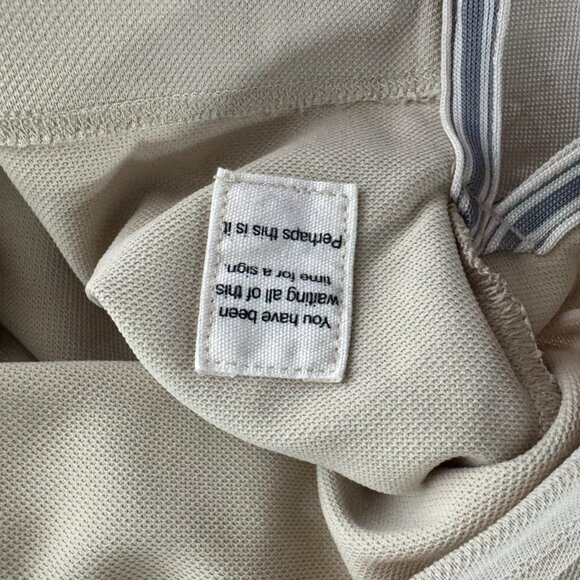 You have been
waiting all of this
time for a sign.
Perhaps this is it